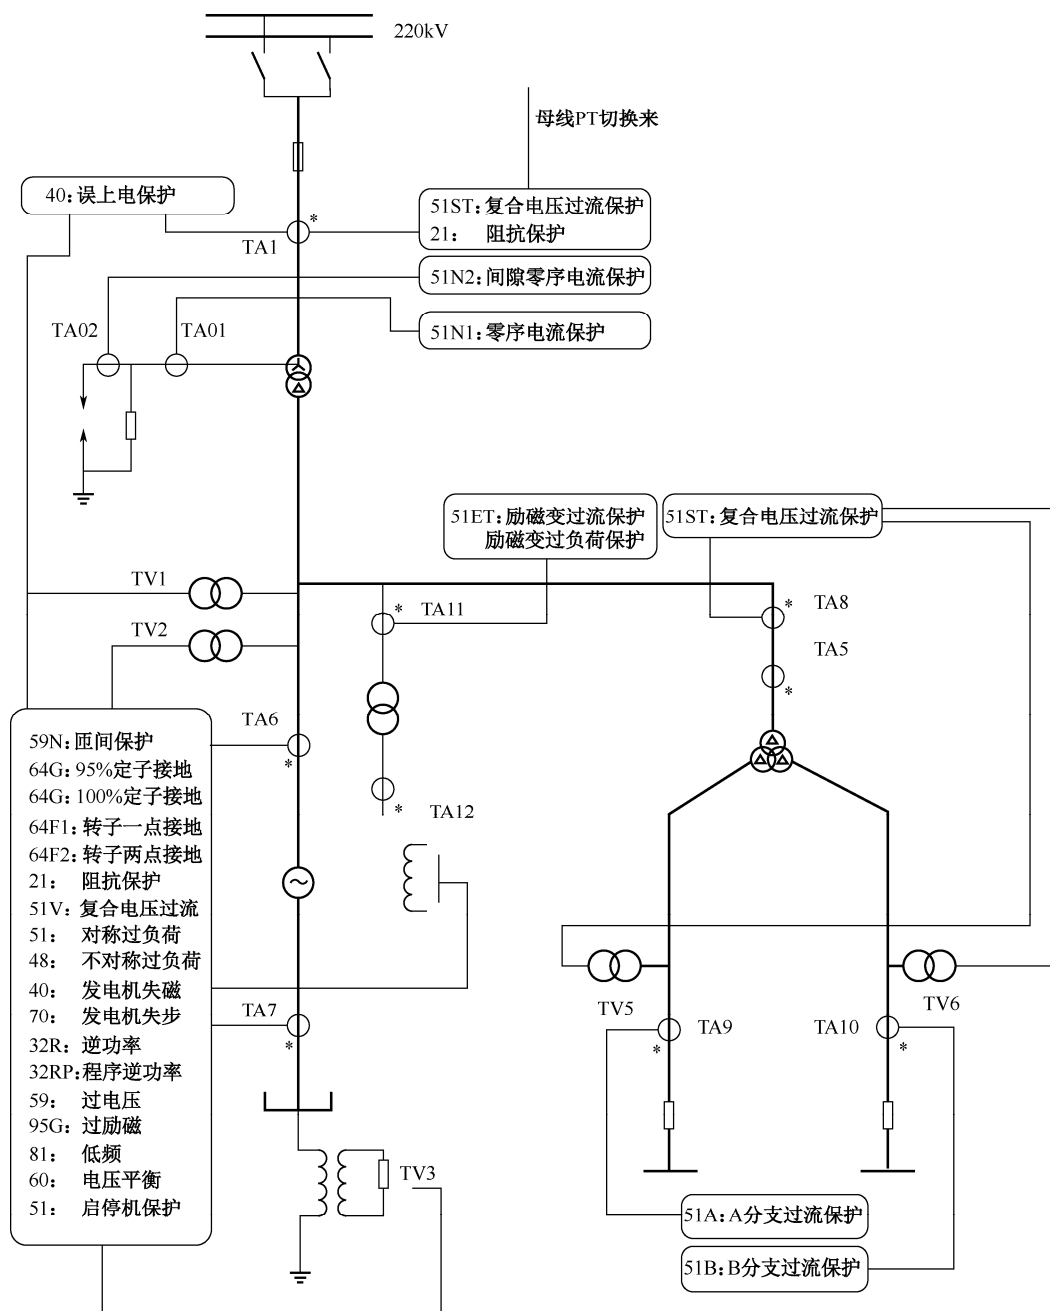 220kV
母线PT切换来
40：误上电保护
51ST：复合电压过流保护
21： 阻抗保护
*
TA1
51N2：间隙零序电流保护
TA02
TA01
51N1：零序电流保护
51ET：励磁变过流保护
励磁变过负荷保护
51ST：复合电压过流保护
TV1
* TA11
* TA8
TV2
TA5
*
TA6
*
* TA12
59N：匝间保护
64G：95%定子接地
64G：100%定子接地
64F1：转子一点接地
64F2：转子两点接地
21： 阻抗保护
51V：复合电压过流
51： 对称过负荷
48： 不对称过负荷
40： 发电机失磁
70： 发电机失步
32R：逆功率
32RP：程序逆功率
59： 过电压
95G：过励磁
81： 低频
60： 电压平衡
51： 启停机保护
TA7
*
TV5
TV6
TA9
*
TA10
*
TV3
51A：A分支过流保护
51B：B分支过流保护